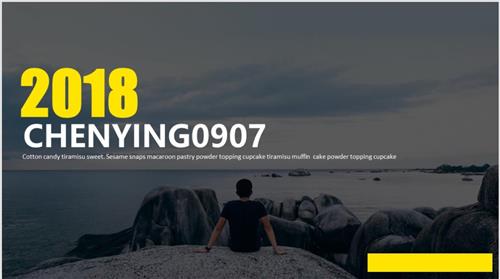 2018
CHENYING0907
Cotton candy tiramisu sweet. Sesame snaps macaroon pastry powder topping cupcake tiramisu muffin cake powder topping cupcake